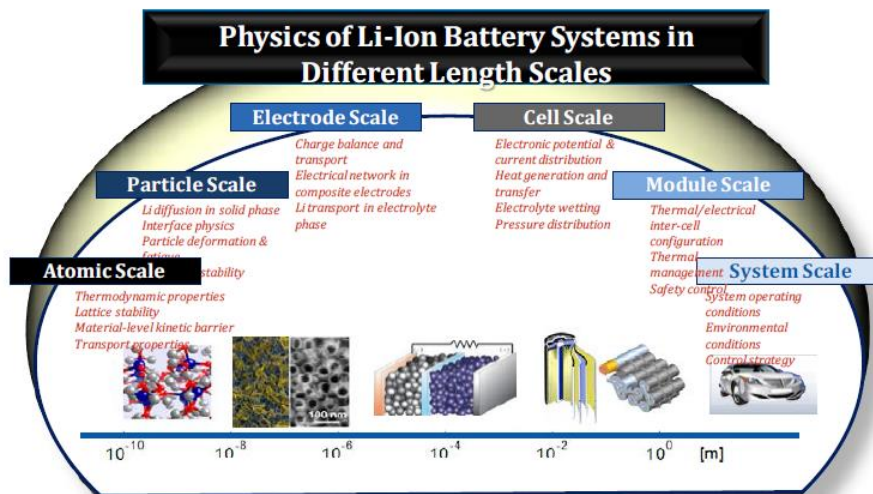 Physics of Li-Ion Battery Systems in
Different Length Scales
Electrode Scale
Charge balance and
transport
Electrical network in
composite electrodes
Li transport in electrolyte
phase
Cell Scale
Electronic potential &
current distribution
Heat generation and
transfer
Electrolyte wetting
Pressure distribution
Particle Scale
Li diffusion in solid phase
Interface physics
Particle deformation &
fatigue
stability
Module Scale
Thermal/electrical
inter-cell
configuration
Thermal
management
Safety control
Atomic Scale
Thermodynamic properties
Lattice stability
Material-level kinetic barrier
Transport properties
System Scale
System operating
conditions
Environmental
conditions
Control strategy
100 nm
10⁻¹⁰ 10⁻⁸ 10⁻⁶ 10⁻⁴ 10⁻² 10⁰ [m]